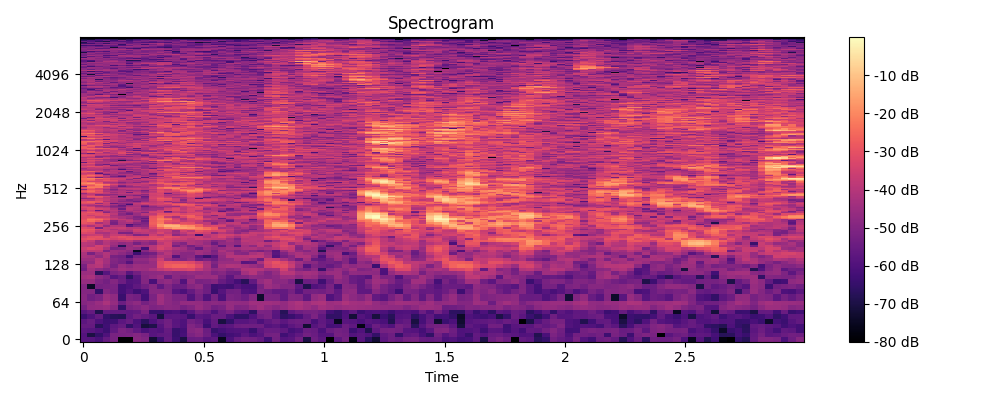 Spectrogram
4096
2048
1024
512
256
128
64
0
Hz
0
0.5
1
1.5
2
2.5
Time
-10 dB
-20 dB
-30 dB
-40 dB
-50 dB
-60 dB
-70 dB
-80 dB